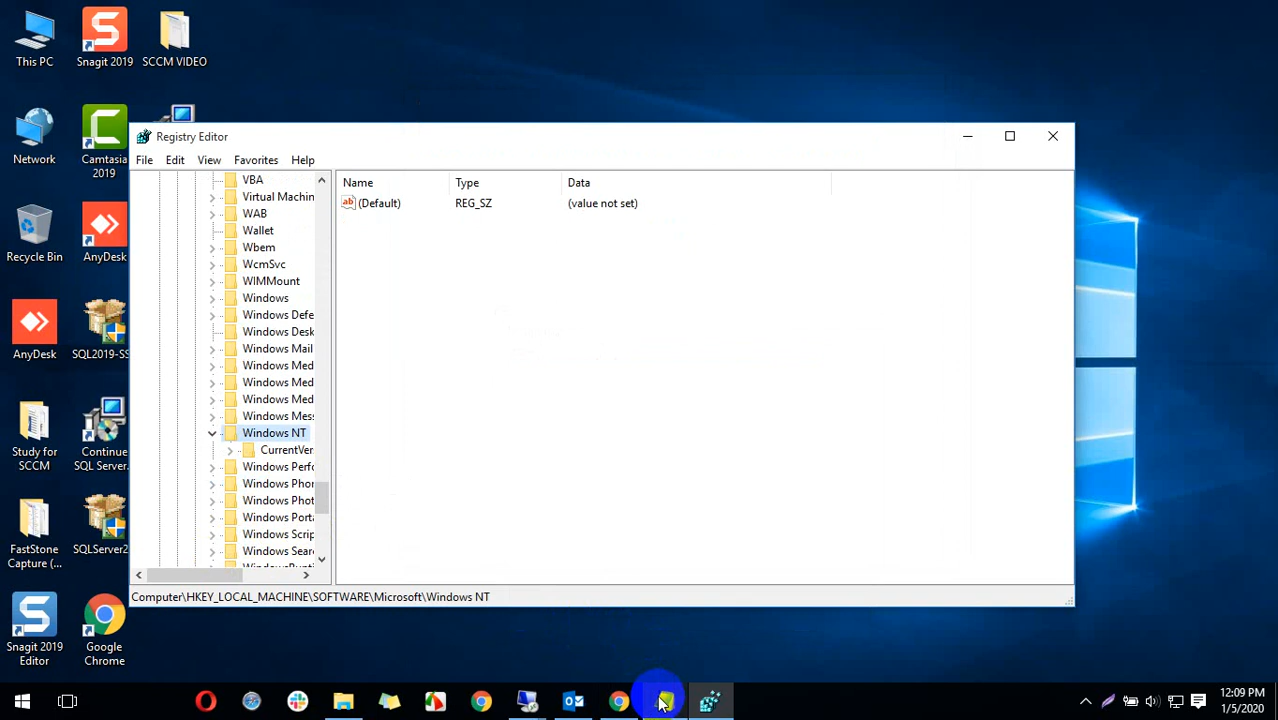 This PC
Snagit 2019
SCCM VIDEO
Network
Camtasia
2019
Recycle Bin
AnyDesk
AnyDesk
SQL2019-SS
Study for
SCCM
Continue
SQL Server
FastStone
Capture (...
SQLServer2
Snagit 2019
Editor
Google
Chrome
Registry Editor
File Edit View Favorites Help
VBA
Virtual Machin
WAB
Wallet
Wbem
WcmSvc
WIMMount
Windows
Windows Defe
Windows Desk
Windows Mail
Windows Med
Windows Med
Windows Med
Windows Mes
Windows NT
CurrentVer
Windows Perfo
Windows Phor
Windows Phot
Windows Porta
Windows Scrip
Windows Sear
Name Type Data
(Default) REG_SZ (value not set)
Computer\HKEY_LOCAL_MACHINE\SOFTWARE\Microsoft\Windows NT
12:09 PM
1/5/2020